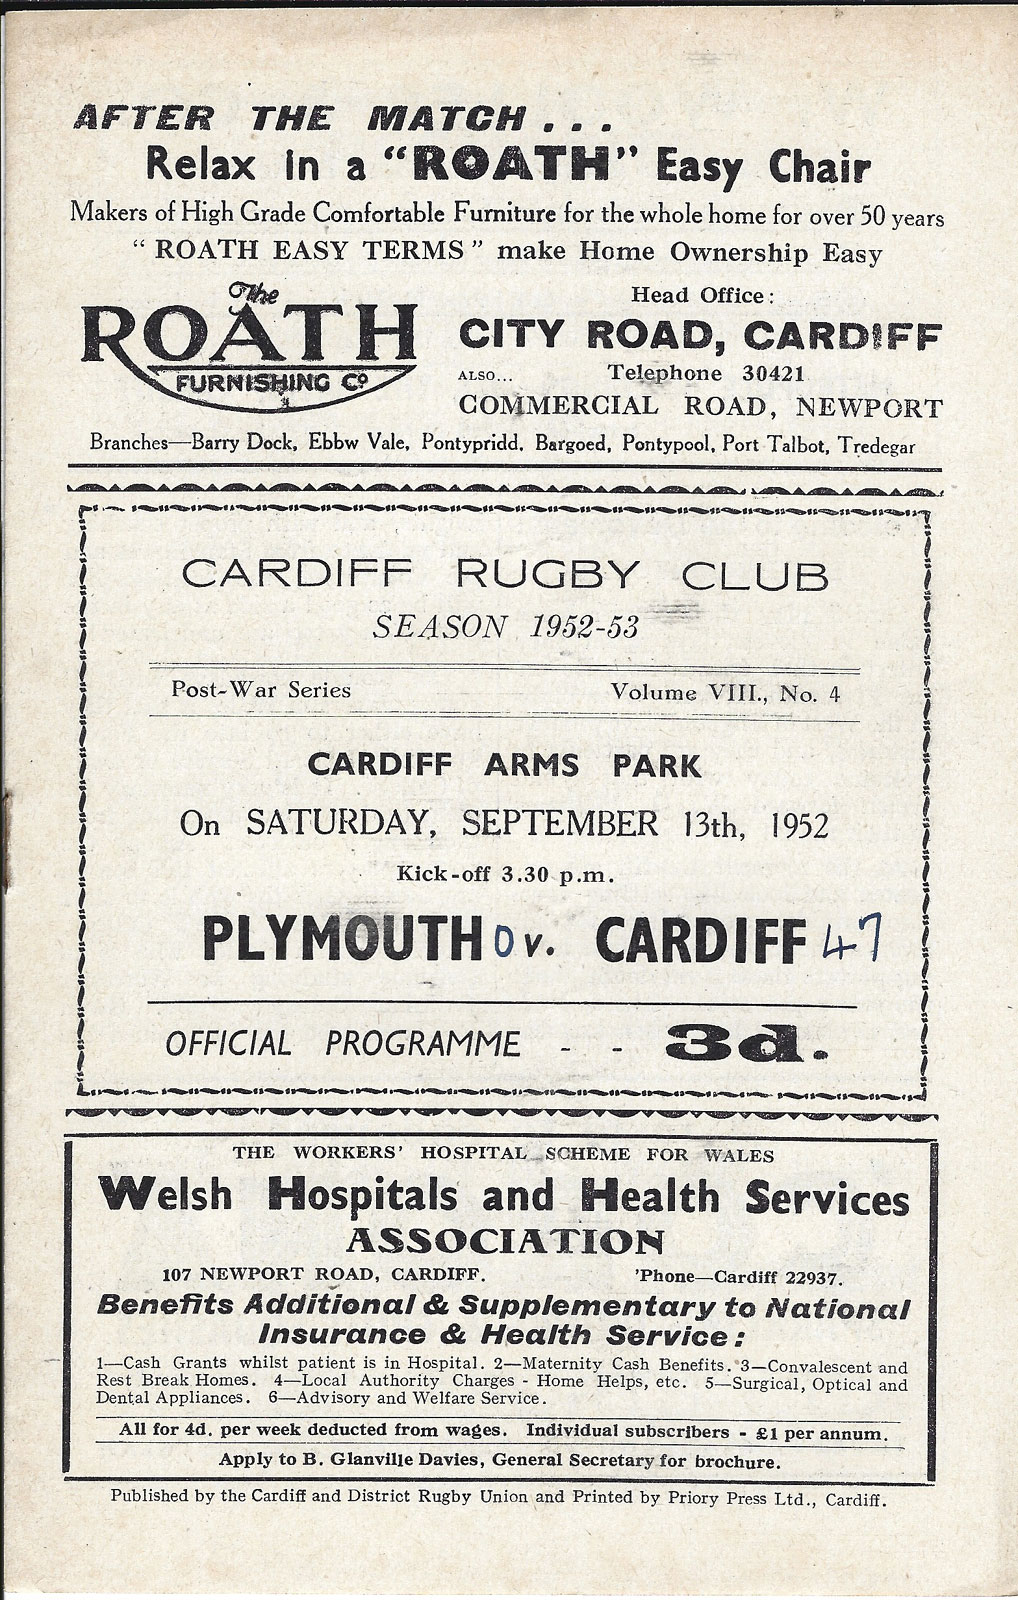 AFTER THE MATCH . . .
Relax in a "ROATH" Easy Chair
Makers of High Grade Comfortable Furniture for the whole home for over 50 years
"ROATH EASY TERMS" make Home Ownership Easy
The
ROATH
FURNISHING Co
Head Office:
CITY ROAD, CARDIFF
ALSO... Telephone 30421
COMMERCIAL ROAD, NEWPORT
Branches—Barry Dock, Ebbw Vale, Pontypridd, Bargoed, Pontypool, Port Talbot, Tredegar
CARDIFF RUGBY CLUB
SEASON 1952-53
Post-War Series Volume VIII., No. 4
CARDIFF ARMS PARK
On SATURDAY, SEPTEMBER 13th, 1952
Kick-off 3.30 p.m.
PLYMOUTH 0 v. CARDIFF 47
OFFICIAL PROGRAMME - - 3d.
THE WORKERS' HOSPITAL SCHEME FOR WALES
Welsh Hospitals and Health Services
ASSOCIATION
107 NEWPORT ROAD, CARDIFF. 'Phone—Cardiff 22937.
Benefits Additional & Supplementary to National
Insurance & Health Service:
1—Cash Grants whilst patient is in Hospital. 2—Maternity Cash Benefits. 3—Convalescent and
Rest Break Homes. 4—Local Authority Charges - Home Helps, etc. 5—Surgical, Optical and
Dental Appliances. 6—Advisory and Welfare Service.
All for 4d. per week deducted from wages. Individual subscribers - £1 per annum.
Apply to B. Glanville Davies, General Secretary for brochure.
Published by the Cardiff and District Rugby Union and Printed by Priory Press Ltd., Cardiff.